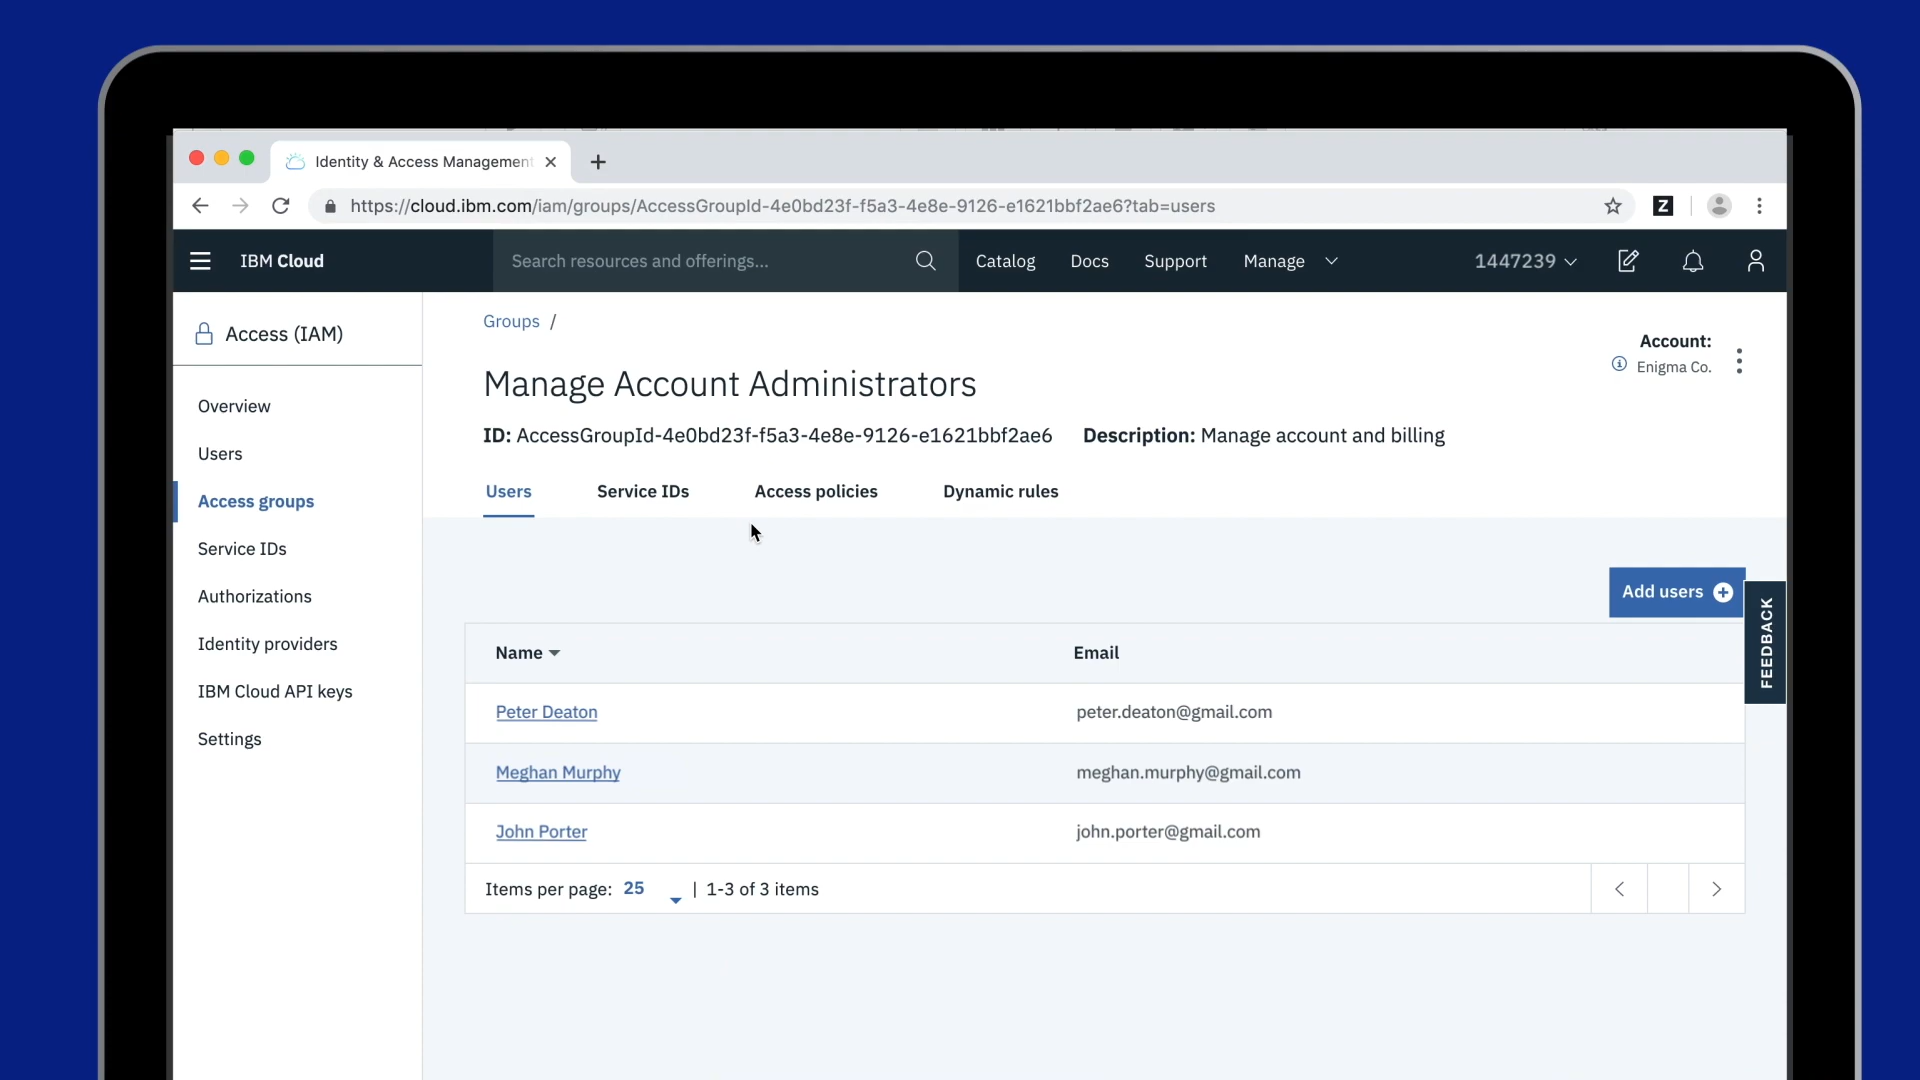 Identity & Access Management
https://cloud.ibm.com/iam/groups/AccessGroupId-4e0bd23f-f5a3-4e8e-9126-e1621bbf2ae6?tab=users
Z
IBM Cloud
Search resources and offerings...
Catalog
Docs
Support
Manage
1447239
Access (IAM)
Overview
Users
Access groups
Service IDs
Authorizations
Identity providers
IBM Cloud API keys
Settings
Groups /
Account:
Enigma Co.
Manage Account Administrators
ID: AccessGroupId-4e0bd23f-f5a3-4e8e-9126-e1621bbf2ae6 Description: Manage account and billing
Users
Service IDs
Access policies
Dynamic rules
Add users
FEEDBACK
Name
Email
Peter Deaton
peter.deaton@gmail.com
Meghan Murphy
meghan.murphy@gmail.com
John Porter
john.porter@gmail.com
Items per page: 25 | 1-3 of 3 items